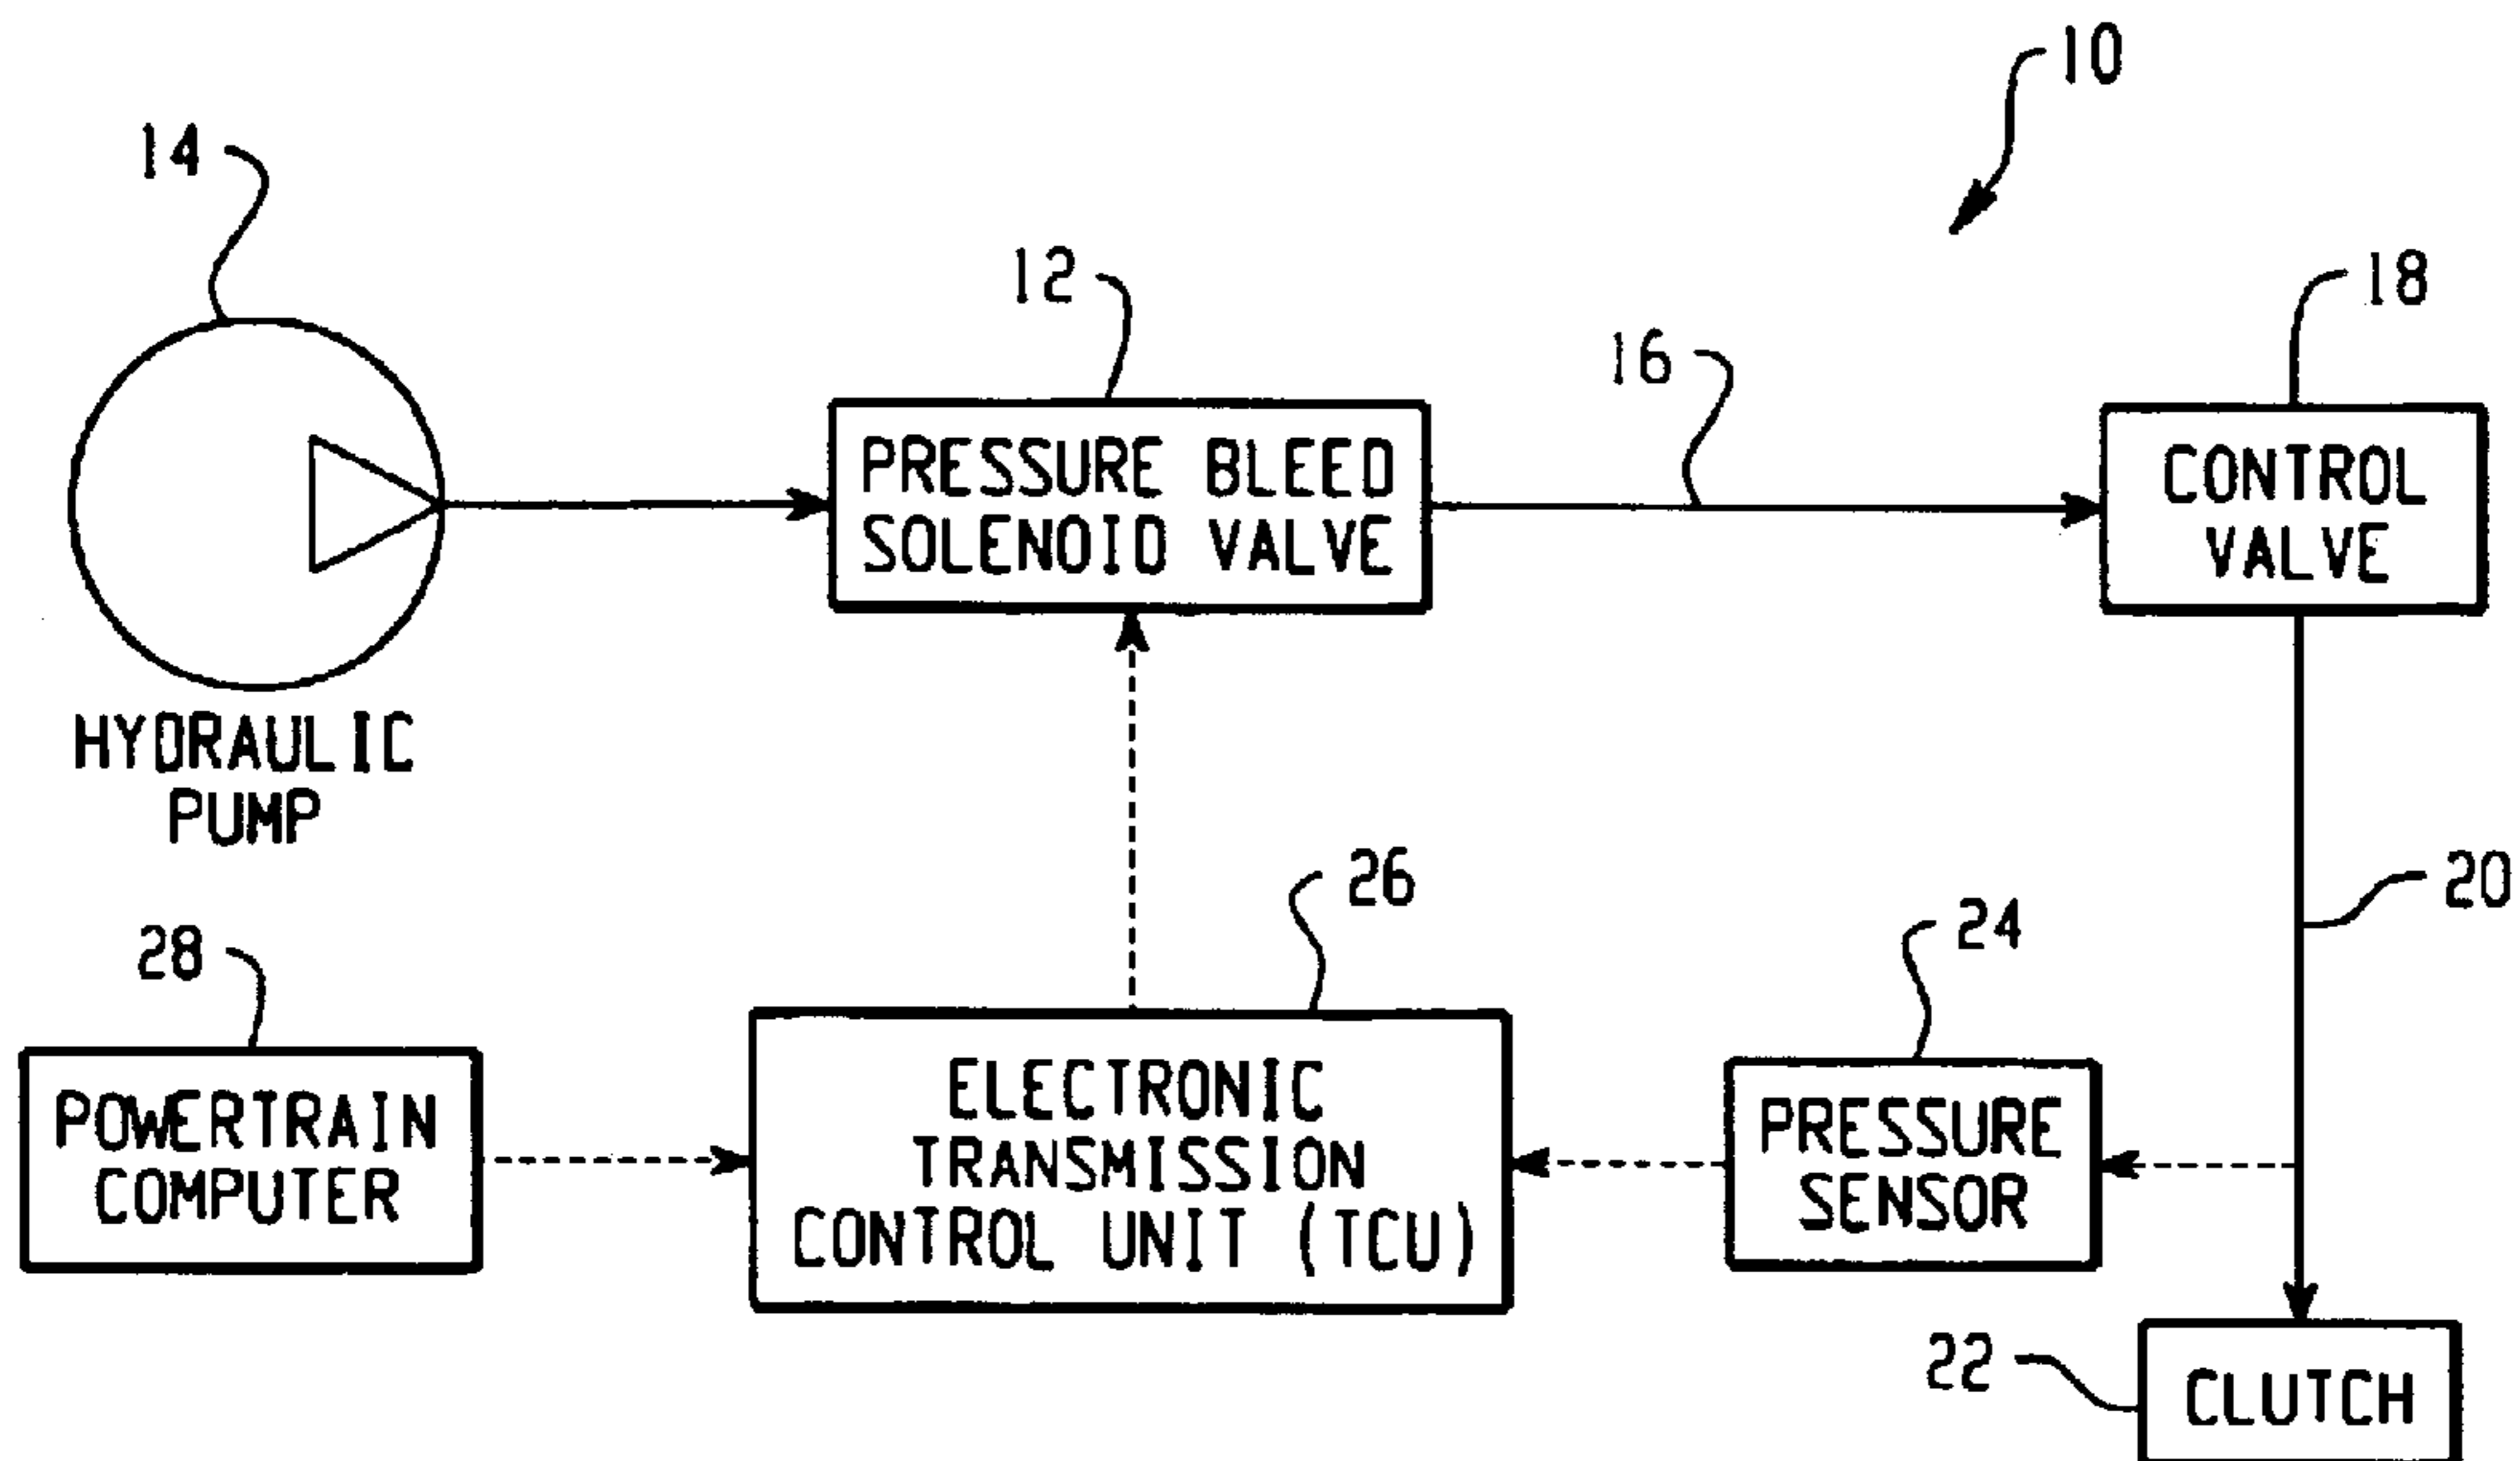 10
14
12
18
16
PRESSURE BLEED
SOLENOID VALVE
CONTROL
VALVE
HYDRAULIC
PUMP
26
20
24
28
ELECTRONIC
TRANSMISSION
CONTROL UNIT (TCU)
POWERTRAIN
COMPUTER
PRESSURE
SENSOR
22
CLUTCH